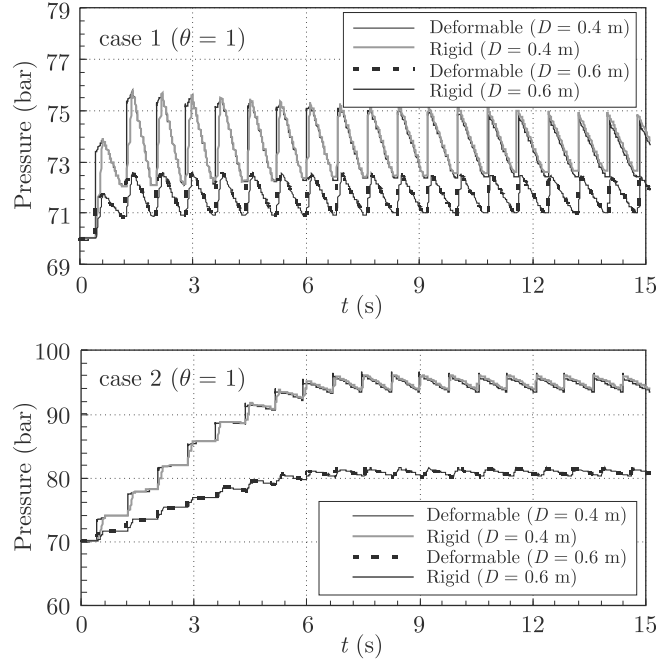 79
77
75
73
71
69
Pressure (bar)
case 1 (θ = 1)
Deformable (D = 0.4 m)
Rigid (D = 0.4 m)
Deformable (D = 0.6 m)
Rigid (D = 0.6 m)
0 3 6 9 12 15
t (s)
100
90
80
70
60
Pressure (bar)
case 2 (θ = 1)
Deformable (D = 0.4 m)
Rigid (D = 0.4 m)
Deformable (D = 0.6 m)
Rigid (D = 0.6 m)
0 3 6 9 12 15
t (s)